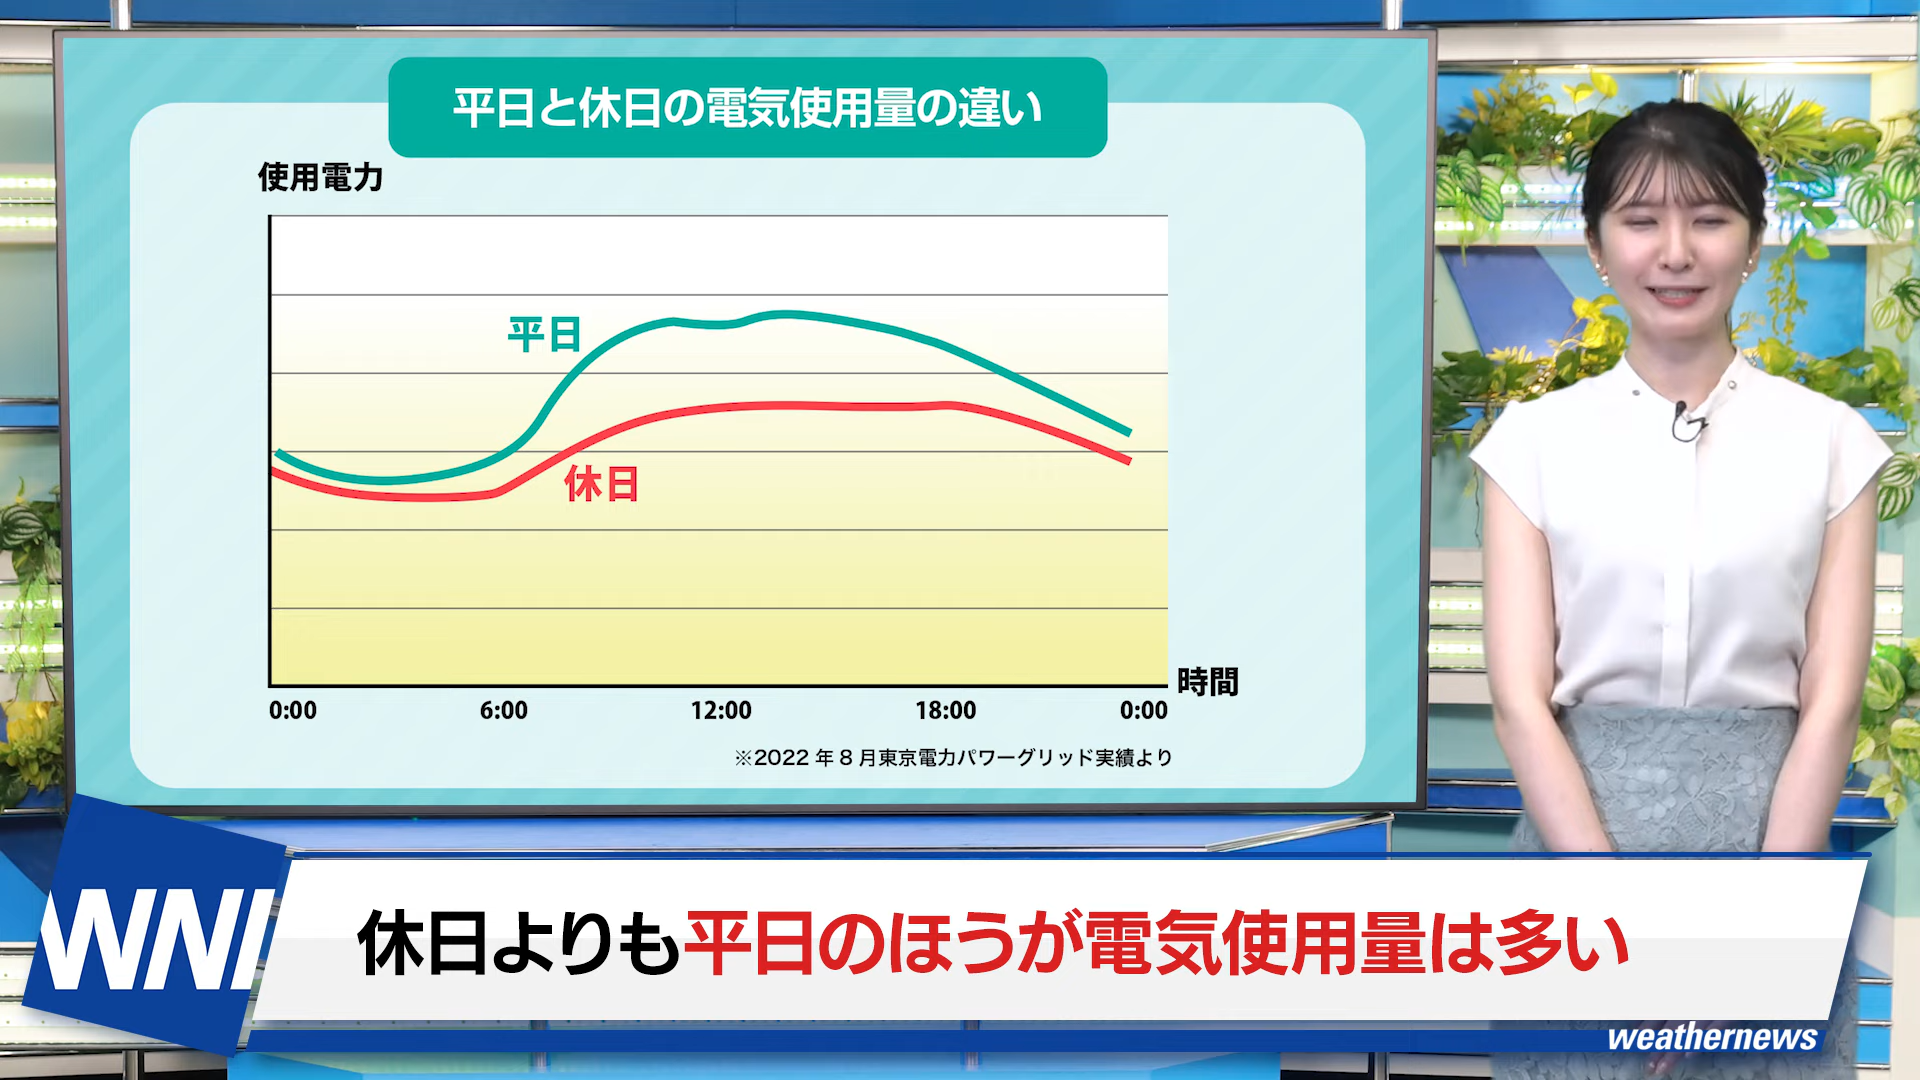 平日と休日の電気使用量の違い
使用電力
平日
休日
時間
0:00 6:00 12:00 18:00 0:00
※2022年8月東京電力パワーグリッド実績より
WNI
休日よりも平日のほうが電気使用量は多い
weathernews